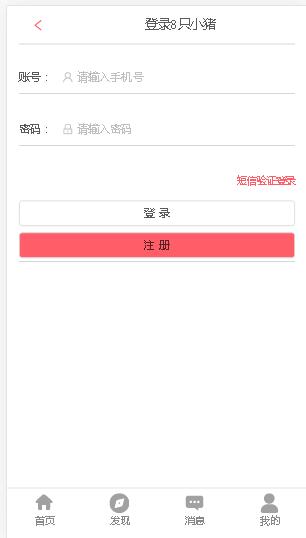 登录8只小猪
账号： 请输入手机号
密码： 请输入密码
短信验证登录
登 录
注 册
首页 发现 消息 我的